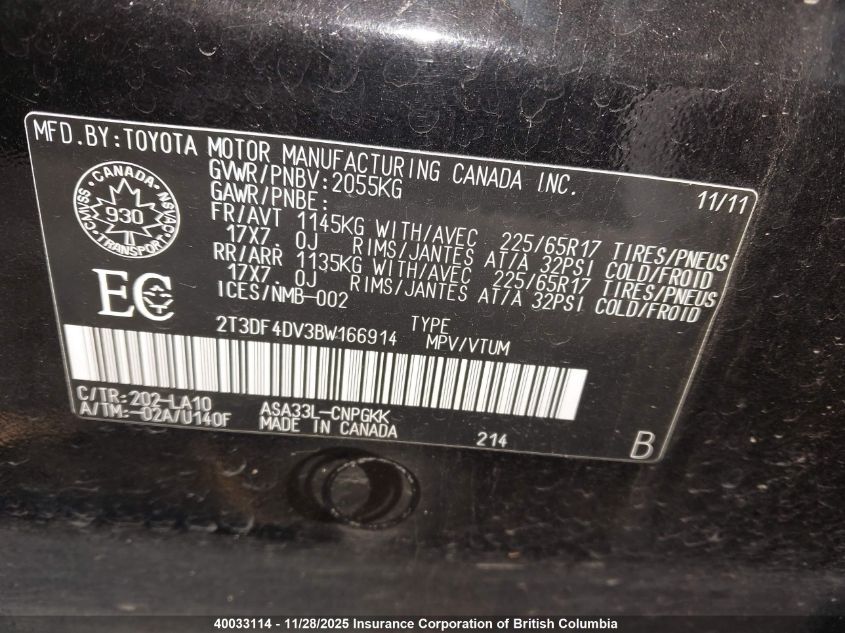 MFD.BY:TOYOTA MOTOR MANUFACTURING CANADA INC. 11/11
GVWR/PNBV:2055KG
GAWR/PNBE:
FR/AVT 1145KG WITH/AVEC 225/65R17 TIRES/PNEUS
17X7. 0J RIMS/JANTES AT/A 32PSI COLD/FROID
RR/ARR 1135KG WITH/AVEC 225/65R17 TIRES/PNEUS
17X7. 0J RIMS/JANTES AT/A 32PSI COLD/FROID
ICES/NMB-002
CANADA
CMVSS 930 NSVAC
TRANSPORT
EC
2T3DF4DV3BW166914 TYPE
MPV/VTUM
C/TR:202-LA10
A/TM:-02A/U140F
ASA33L-CNPGKK
MADE IN CANADA 214 B
40033114 - 11/28/2025 Insurance Corporation of British Columbia